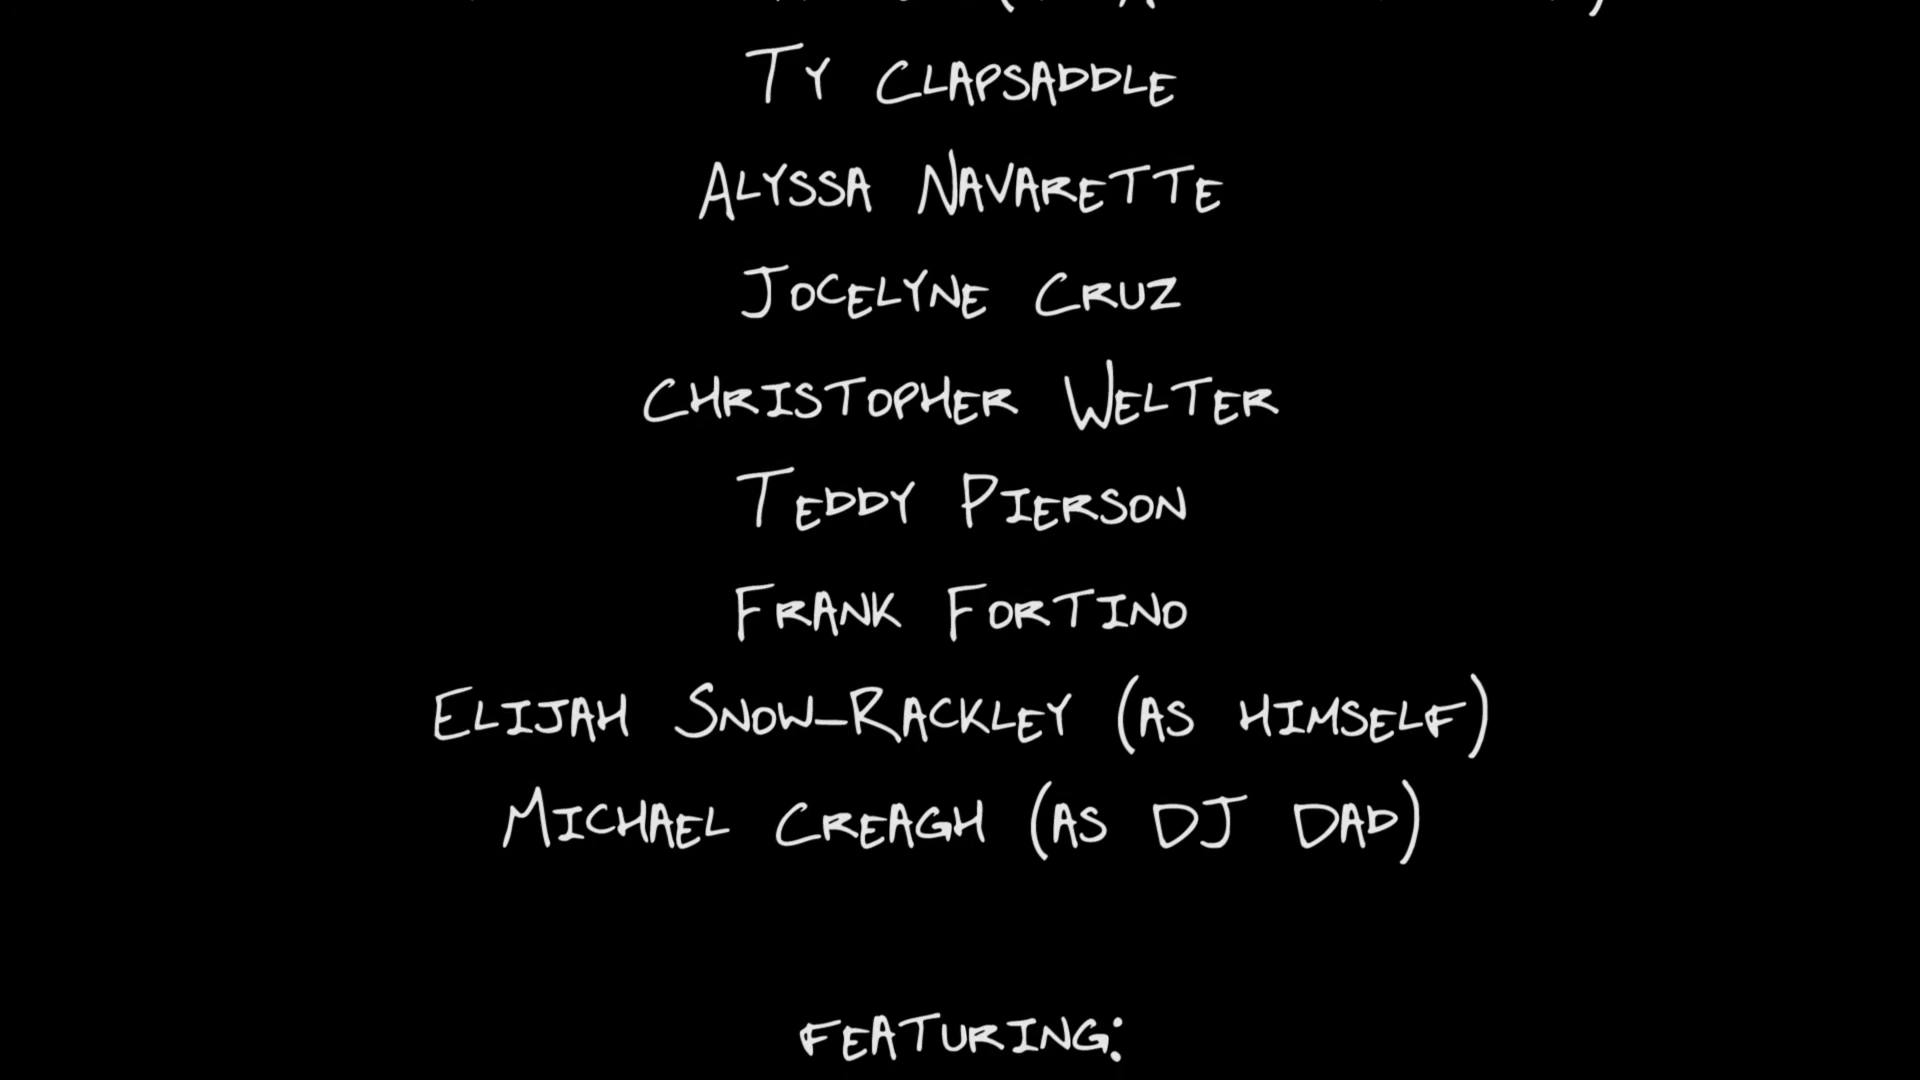 Ty Clapsaddle
Alyssa Navarette
Jocelyne Cruz
Christopher Welter
Teddy Pierson
Frank Fortino
Elijah Snow-Rackley (as himself)
Michael Creagh (as DJ Dad)
featuring: